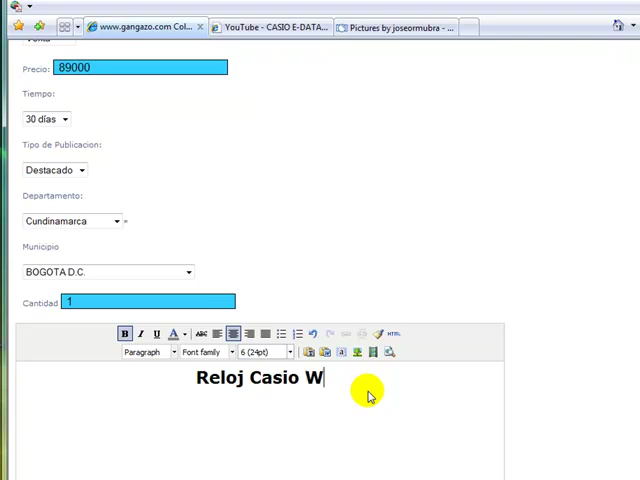 www.gangazo.com Col...
YouTube - CASIO E-DATA...
Pictures by joseormubra - ...
Precio: 89000
Tiempo:
30 días
Tipo de Publicacion:
Destacado
Departamento:
Cundinamarca
Municipio
BOGOTA D.C.
Cantidad 1
B I U A ABC HTML
Paragraph Font family 6 (24pt)
Reloj Casio W